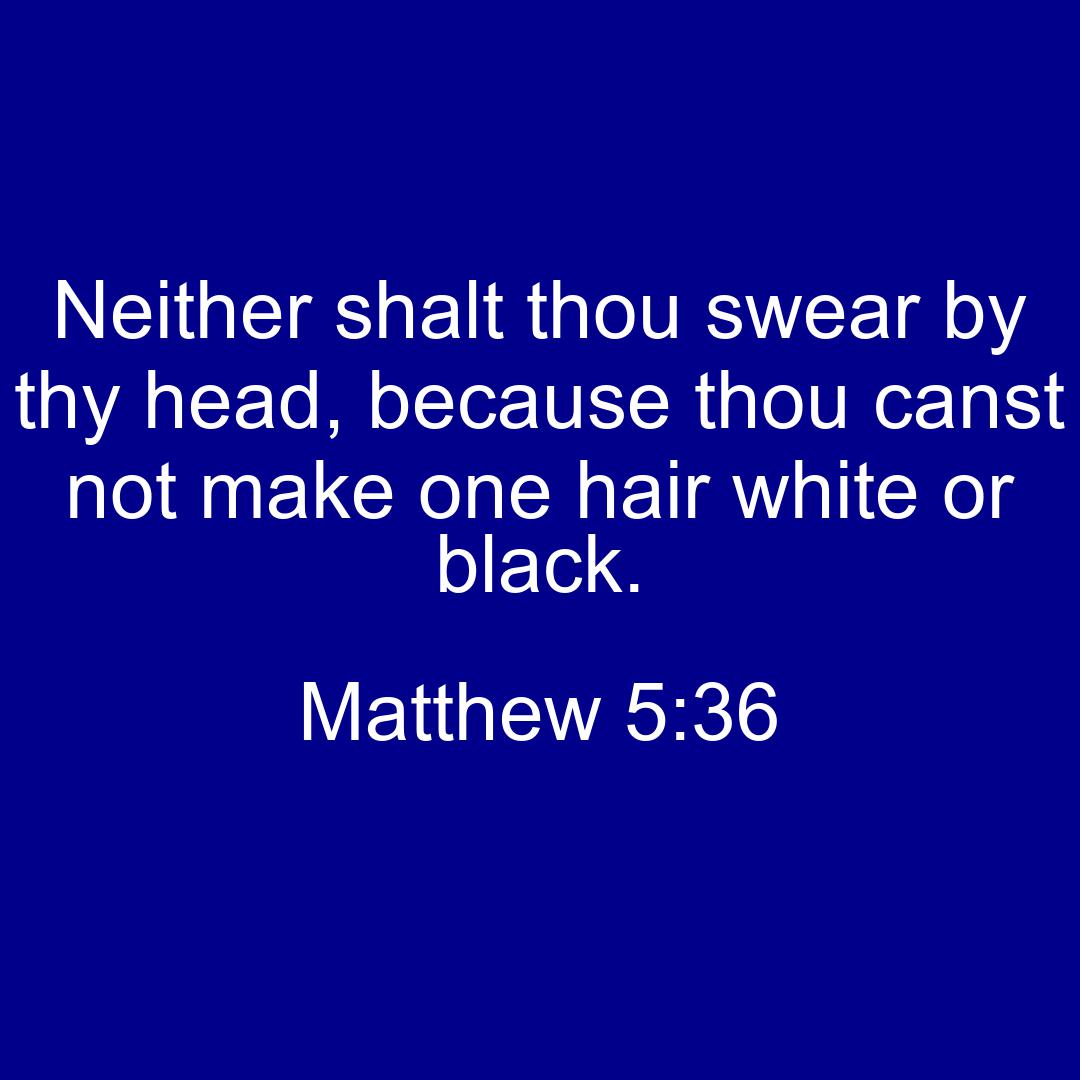 Neither shalt thou swear by
thy head, because thou canst
not make one hair white or
black.
Matthew 5:36